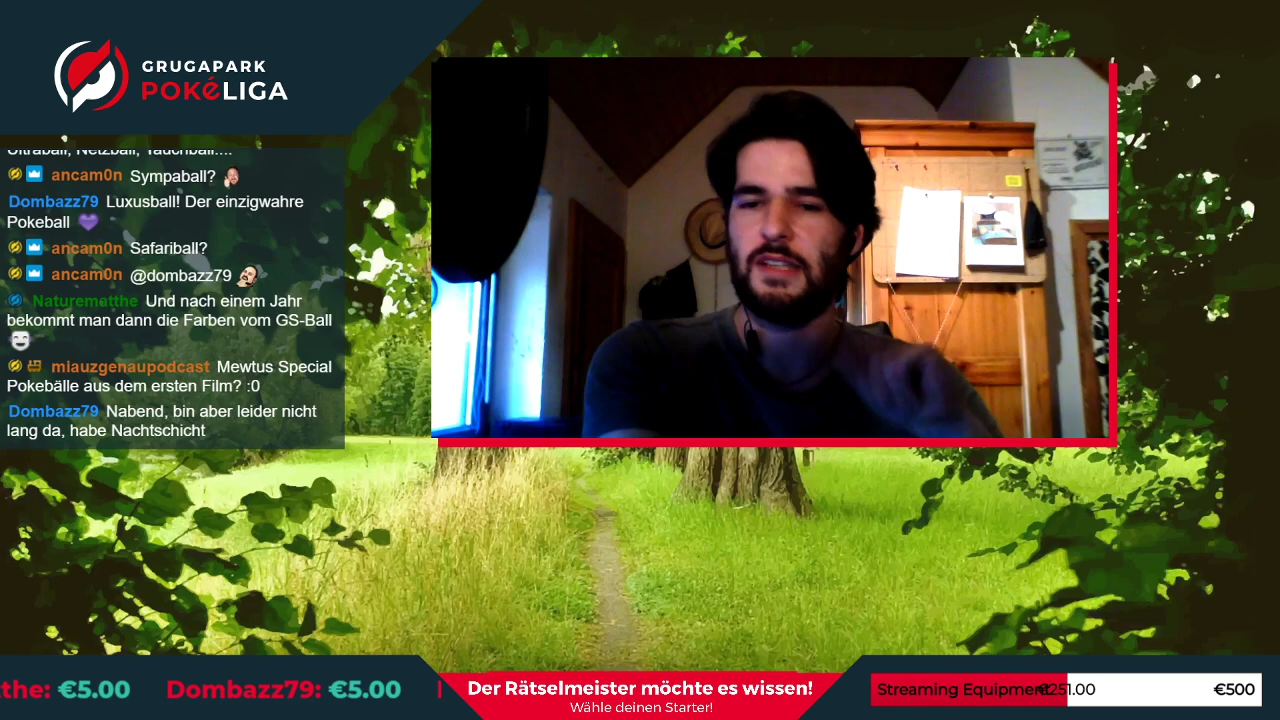 GRUGAPARK
POKéLIGA
Ultraball, Netzball, Tauchball....
ancam0n Sympaball?
Dombazz79 Luxusball! Der einzigwahre
Pokeball
ancam0n Safariball?
ancam0n @dombazz79
Naturematthe Und nach einem Jahr
bekommt man dann die Farben vom GS-Ball
miauzgenaupodcast Mewtus Special
Pokebälle aus dem ersten Film? :0
Dombazz79 Nabend, bin aber leider nicht
lang da, habe Nachtschicht
the: €5.00 Dombazz79: €5.00
Der Rätselmeister möchte es wissen!
Wähle deinen Starter!
Streaming Equipment €251.00 €500